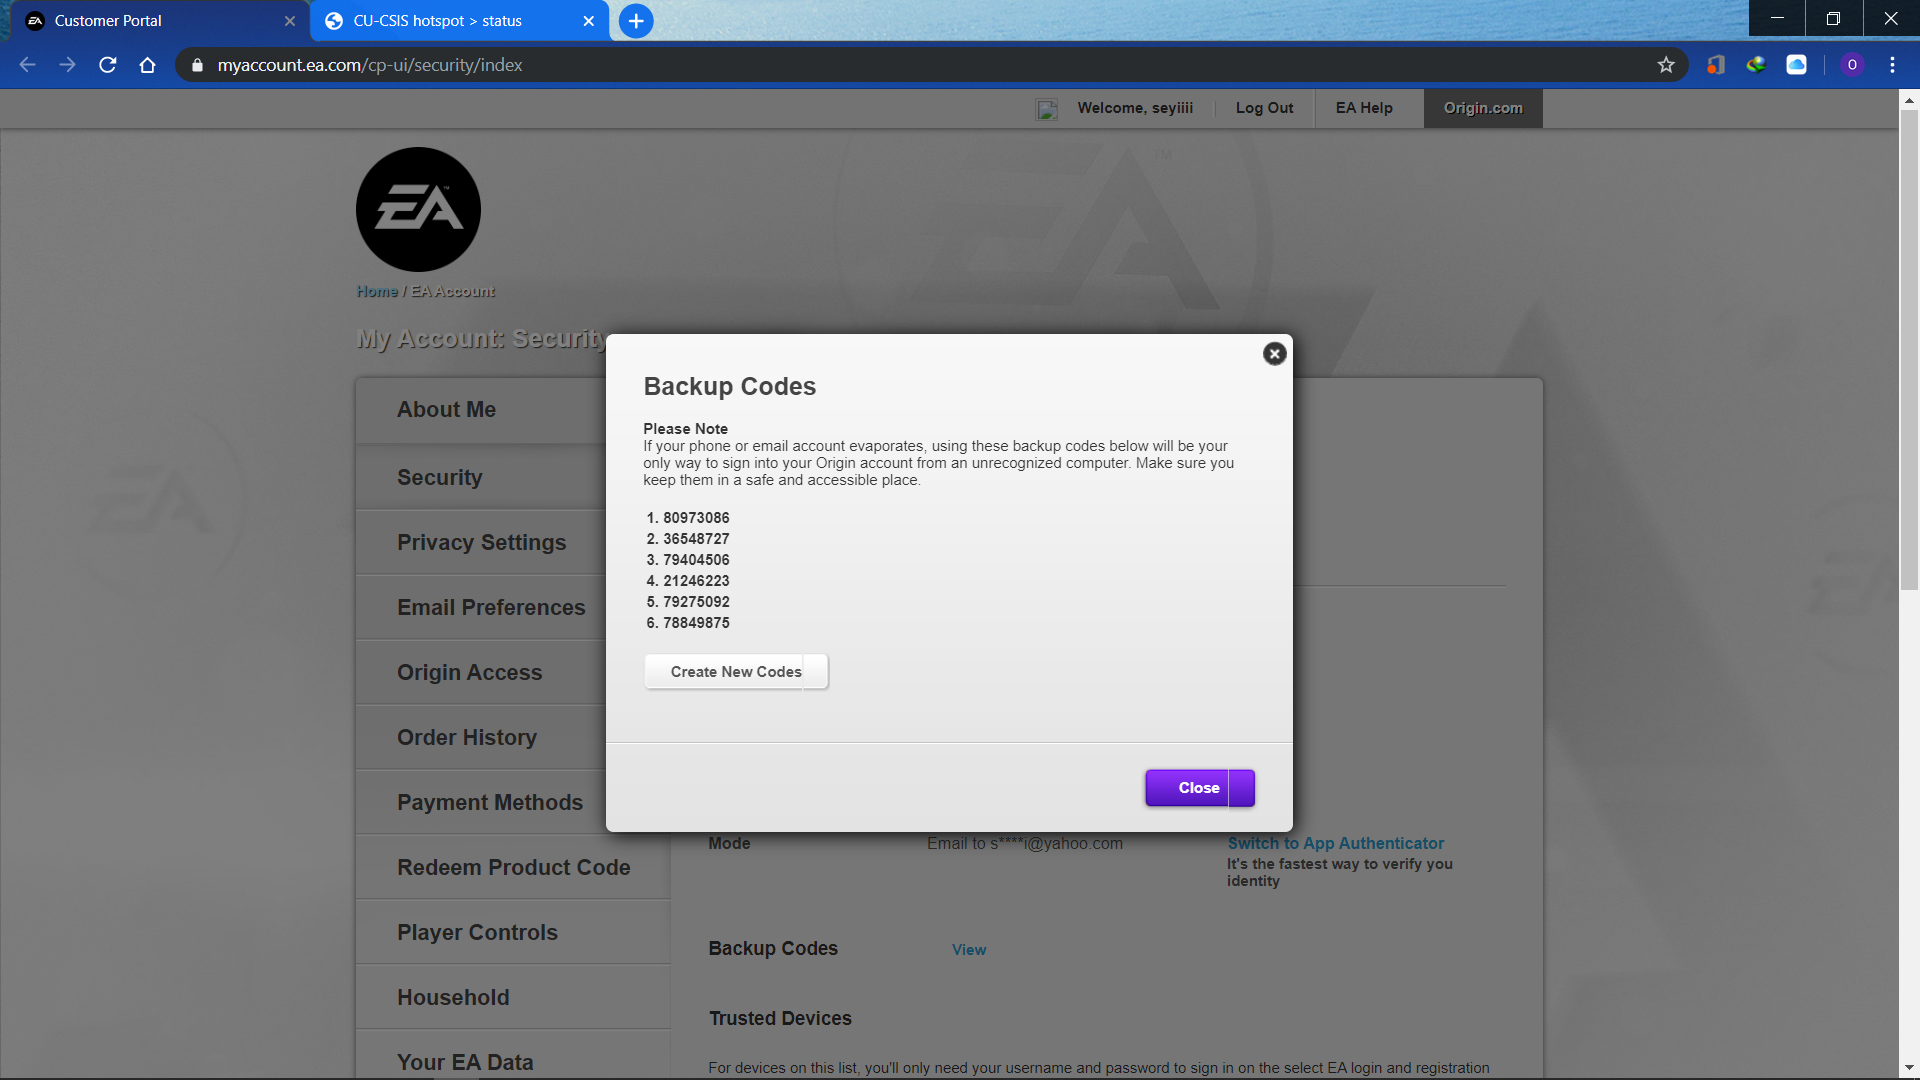 Customer Portal
CU-CSIS hotspot > status
myaccount.ea.com/cp-ui/security/index
O
Welcome, seyiiii
Log Out
EA Help
Origin.com
EA
Home / EA Account
My Account: Security
About Me
Security
Privacy Settings
Email Preferences
Origin Access
Order History
Payment Methods
Redeem Product Code
Player Controls
Household
Your EA Data
Backup Codes
Please Note
If your phone or email account evaporates, using these backup codes below will be your
only way to sign into your Origin account from an unrecognized computer. Make sure you
keep them in a safe and accessible place.
1. 80973086
2. 36548727
3. 79404506
4. 21246223
5. 79275092
6. 78849875
Create New Codes
Close
Mode
Email to s****i@yahoo.com
Switch to App Authenticator
It's the fastest way to verify you
identity
Backup Codes
View
Trusted Devices
For devices on this list, you'll only need your username and password to sign in on the select EA login and registration